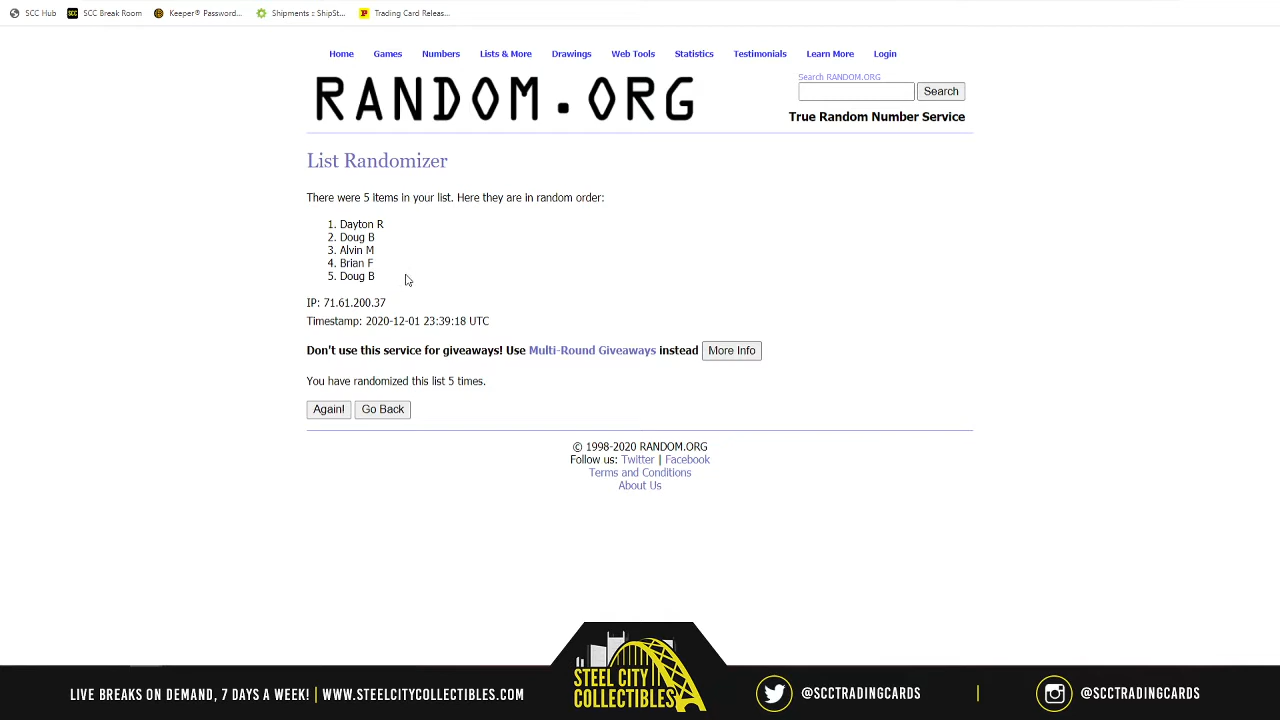 SCC Hub SCC Break Room Keeper® Password... Shipments :: ShipSt... Trading Card Releas...
Home Games Numbers Lists & More Drawings Web Tools Statistics Testimonials Learn More Login
RANDOM.ORG
Search RANDOM.ORG
Search
True Random Number Service
List Randomizer
There were 5 items in your list. Here they are in random order:
1. Dayton R
2. Doug B
3. Alvin M
4. Brian F
5. Doug B
IP: 71.61.200.37
Timestamp: 2020-12-01 23:39:18 UTC
Don't use this service for giveaways! Use Multi-Round Giveaways instead More Info
You have randomized this list 5 times.
Again! Go Back
© 1998-2020 RANDOM.ORG
Follow us: Twitter | Facebook
Terms and Conditions
About Us
STEEL CITY
COLLECTIBLES
LIVE BREAKS ON DEMAND, 7 DAYS A WEEK! | WWW.STEELCITYCOLLECTIBLES.COM
@SCCTRADINGCARDS | @SCCTRADINGCARDS